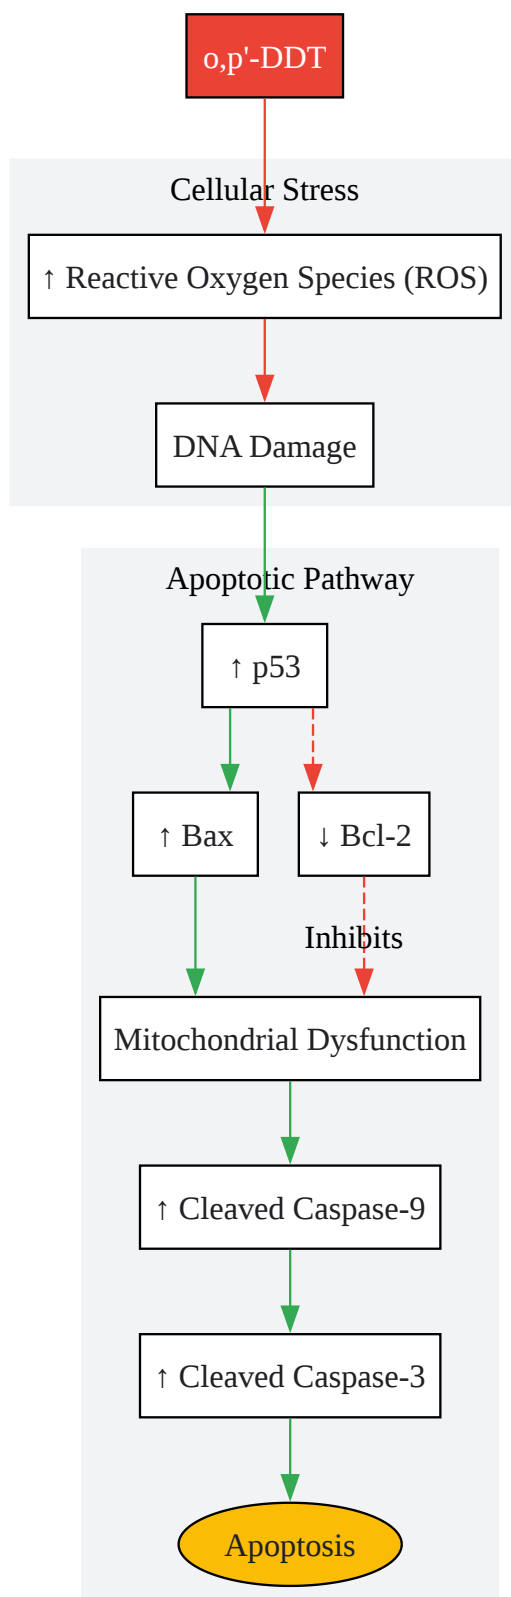 o,p'-DDT
Cellular Stress
↑ Reactive Oxygen Species (ROS)
DNA Damage
Apoptotic Pathway
↑ p53
↑ Bax
↓ Bcl-2
Inhibits
Mitochondrial Dysfunction
↑ Cleaved Caspase-9
↑ Cleaved Caspase-3
Apoptosis